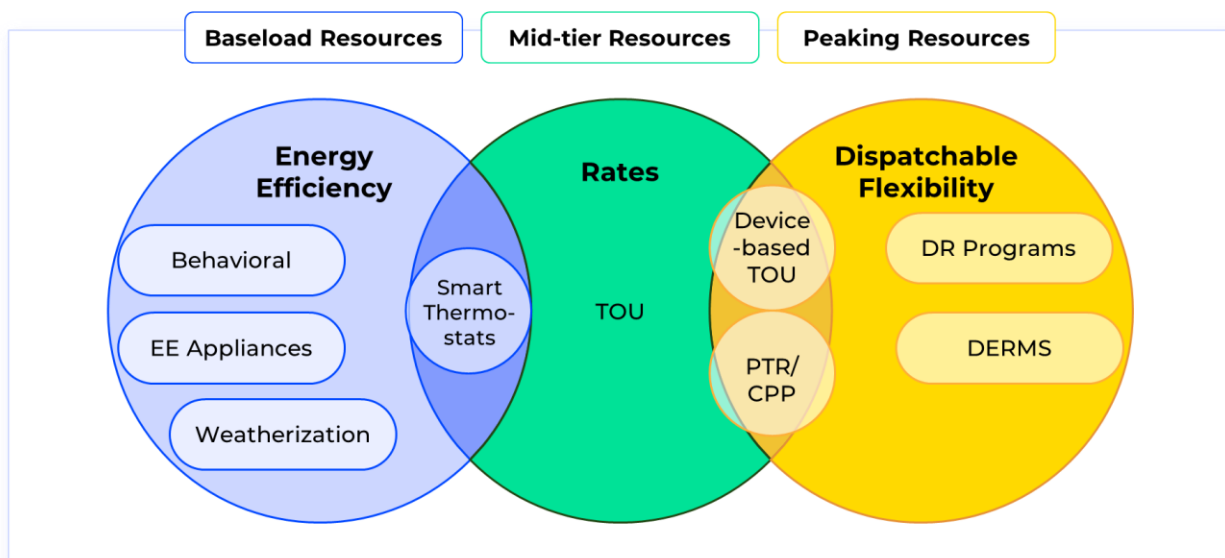 Baseload Resources
Mid-tier Resources
Peaking Resources
Energy
Efficiency
Behavioral
EE Appliances
Weatherization
Smart
Thermo-
stats
Rates
TOU
Device
-based
TOU
PTR/
CPP
Dispatchable
Flexibility
DR Programs
DERMS